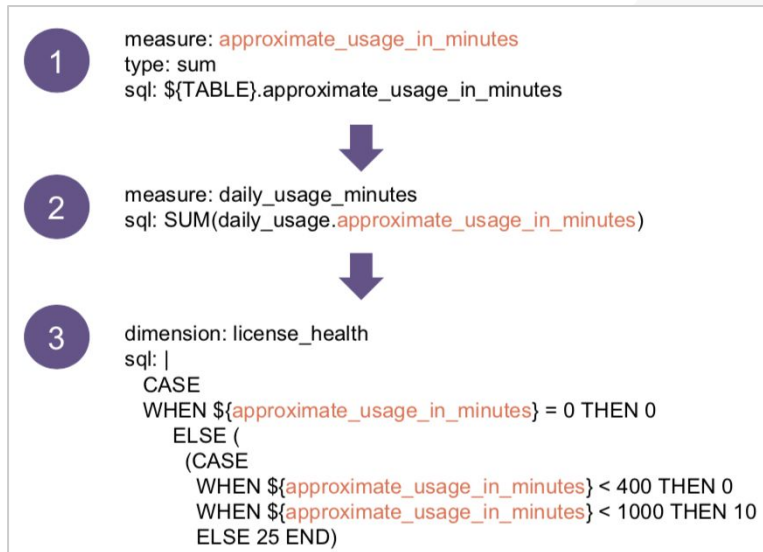 1
measure: approximate_usage_in_minutes
type: sum
sql: ${TABLE}.approximate_usage_in_minutes
2
measure: daily_usage_minutes
sql: SUM(daily_usage.approximate_usage_in_minutes)
3
dimension: license_health
sql: |
CASE
WHEN ${approximate_usage_in_minutes} = 0 THEN 0
ELSE (
(CASE
WHEN ${approximate_usage_in_minutes} < 400 THEN 0
WHEN ${approximate_usage_in_minutes} < 1000 THEN 10
ELSE 25 END)